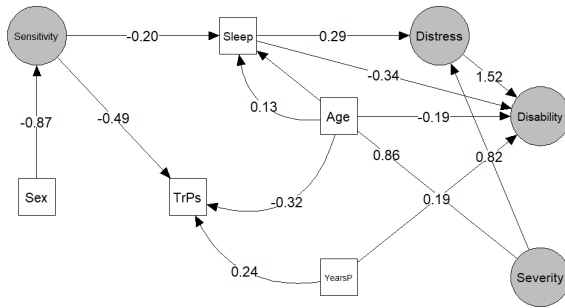 Sensitivity
-0.20
Sleep
0.29
Distress
-0.34
1.52
0.13
Age
-0.19
Disability
-0.49
-0.87
0.86
0.82
Sex
TrPs
-0.32
0.19
0.24
YearsP
Severity